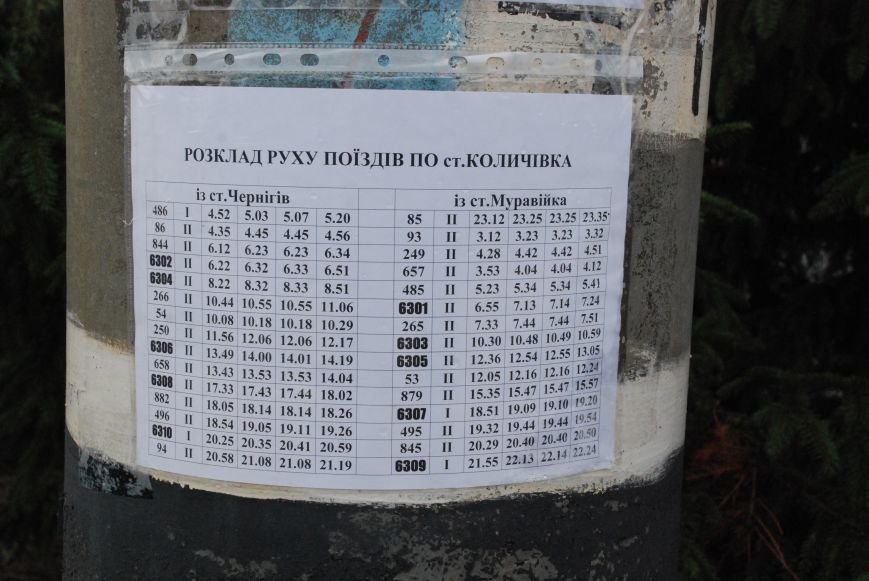 РОЗКЛАД РУХУ ПОЇЗДІВ ПО ст.КОЛИЧІВКА
із ст.Чернігів із ст.Муравійка
486 I 4.52 5.03 5.07 5.20 85 II 23.12 23.25 23.25 23.35
86 II 4.35 4.45 4.45 4.56 93 II 3.12 3.23 3.23 3.32
844 II 6.12 6.23 6.23 6.34 249 II 4.28 4.42 4.42 4.51
6302 II 6.22 6.32 6.33 6.51 657 II 3.53 4.04 4.04 4.12
6304 II 8.22 8.32 8.33 8.51 485 II 5.23 5.34 5.34 5.41
266 II 10.44 10.55 10.55 11.06 6301 II 6.55 7.13 7.14 7.24
54 II 10.08 10.18 10.18 10.29 265 II 7.33 7.44 7.44 7.51
250 II 11.56 12.06 12.06 12.17 6303 II 10.30 10.48 10.49 10.59
6306 II 13.49 14.00 14.01 14.19 6305 II 12.36 12.54 12.55 13.05
658 II 13.43 13.53 13.53 14.04 53 II 12.05 12.16 12.16 12.24
6308 II 17.33 17.43 17.44 18.02 879 II 15.35 15.47 15.47 15.57
882 II 18.05 18.14 18.14 18.26 6307 I 18.51 19.09 19.10 19.20
496 II 18.54 19.05 19.11 19.26 495 II 19.32 19.44 19.44 19.54
6310 I 20.25 20.35 20.41 20.59 845 II 20.29 20.40 20.40 20.50
94 II 20.58 21.08 21.08 21.19 6309 I 21.55 22.13 22.14 22.24